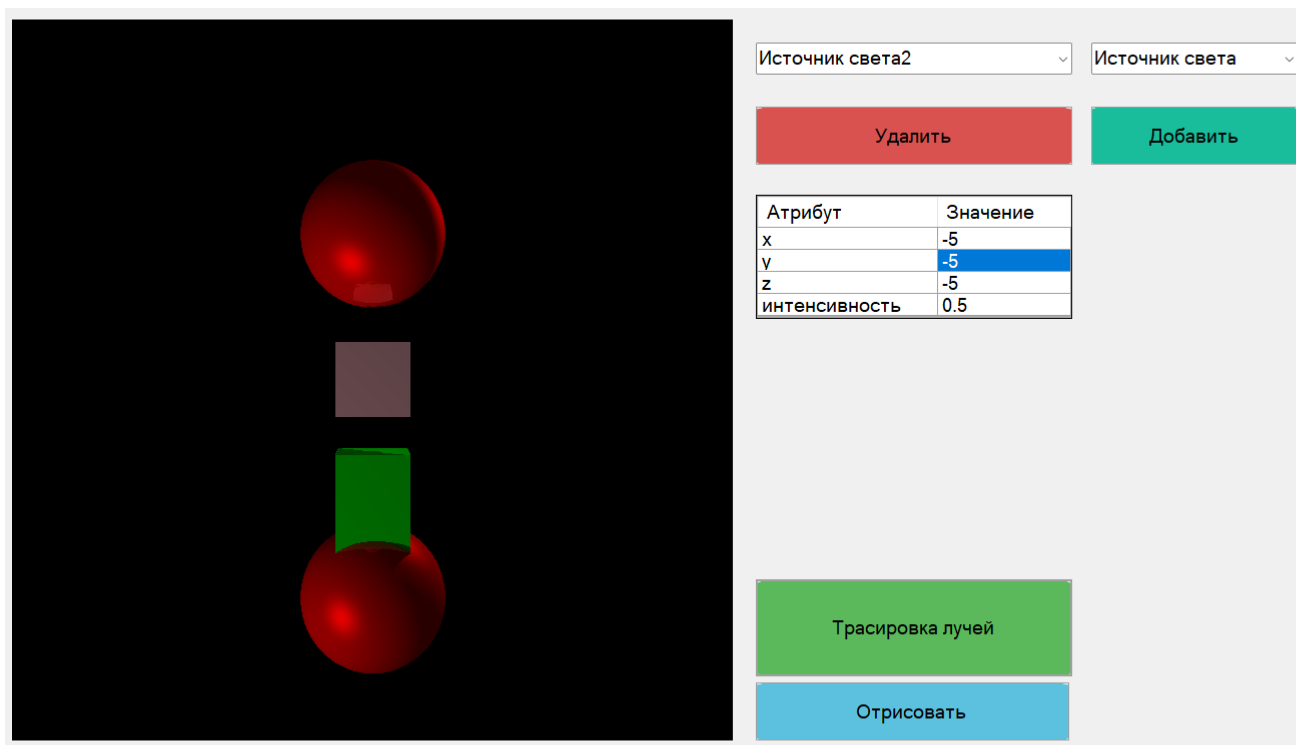 Источник света2
Источник света
Удалить
Добавить
Атрибут Значение
x -5
y -5
z -5
интенсивность 0.5
Трасировка лучей
Отрисовать